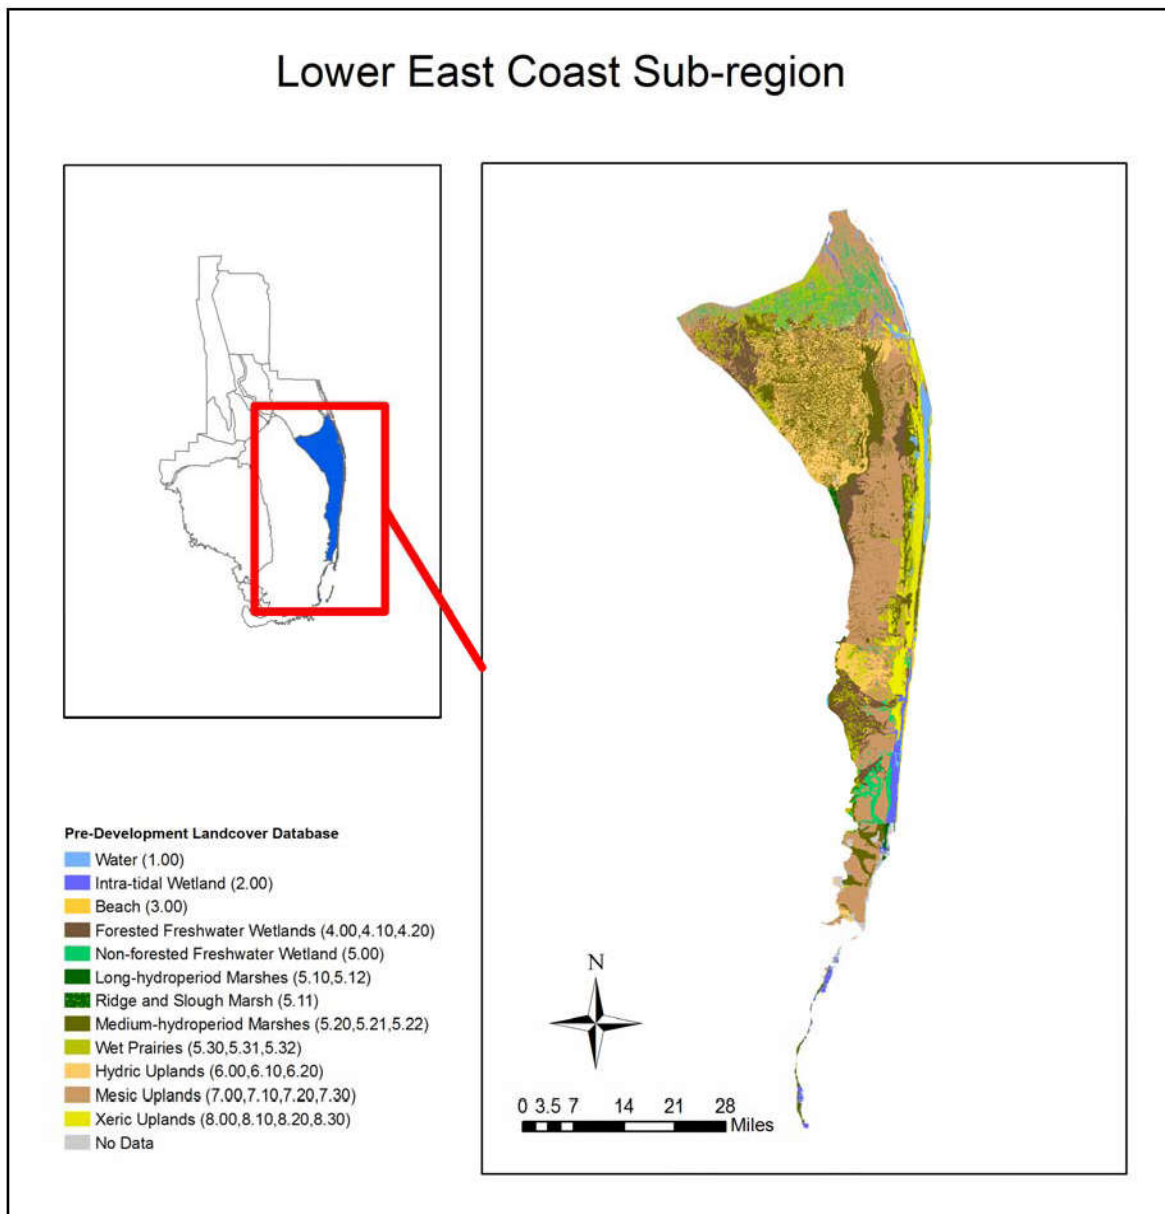 Lower East Coast Sub-region
Pre-Development Landcover Database
Water (1.00)
Intra-tidal Wetland (2.00)
Beach (3.00)
Forested Freshwater Wetlands (4.00,4.10,4.20)
Non-forested Freshwater Wetland (5.00)
Long-hydroperiod Marshes (5.10,5.12)
Ridge and Slough Marsh (5.11)
Medium-hydroperiod Marshes (5.20,5.21,5.22)
Wet Prairies (5.30,5.31,5.32)
Hydric Uplands (6.00,6.10,6.20)
Mesic Uplands (7.00,7.10,7.20,7.30)
Xeric Uplands (8.00,8.10,8.20,8.30)
No Data
N
0 3.5 7 14 21 28
Miles